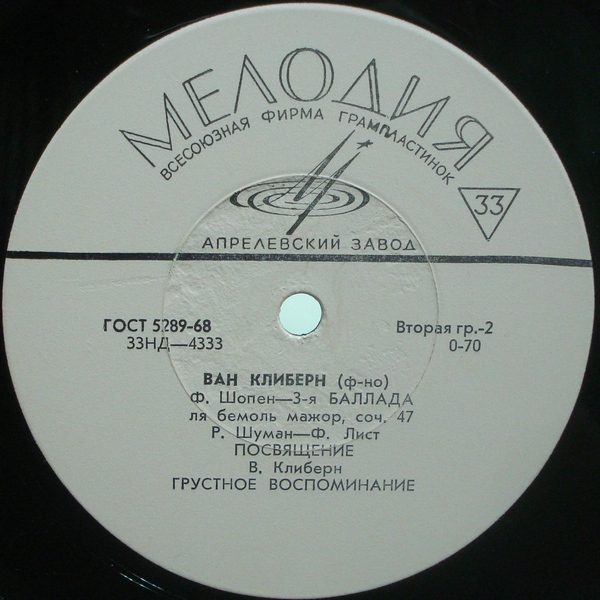 МЕЛОДИЯ
ВСЕСОЮЗНАЯ ФИРМА ГРАМПЛАСТИНОК
33
АПРЕЛЕВСКИЙ ЗАВОД
ГОСТ 5289-68
Вторая гр.-2
33НД—4333
0-70
ВАН КЛИБЕРН (ф-но)
Ф. Шопен—3-я БАЛЛАДА
ля бемоль мажор, соч. 47
Р. Шуман—Ф. Лист
ПОСВЯЩЕНИЕ
В. Клиберн
ГРУСТНОЕ ВОСПОМИНАНИЕ